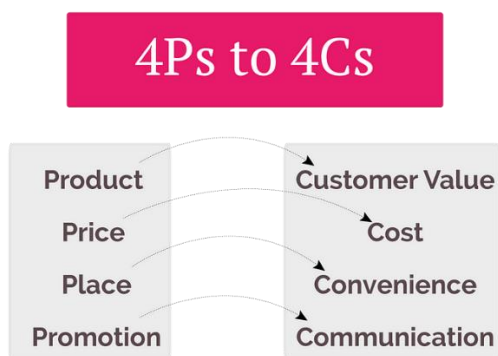 4Ps to 4Cs
Product
Customer Value
Price
Cost
Place
Convenience
Promotion
Communication